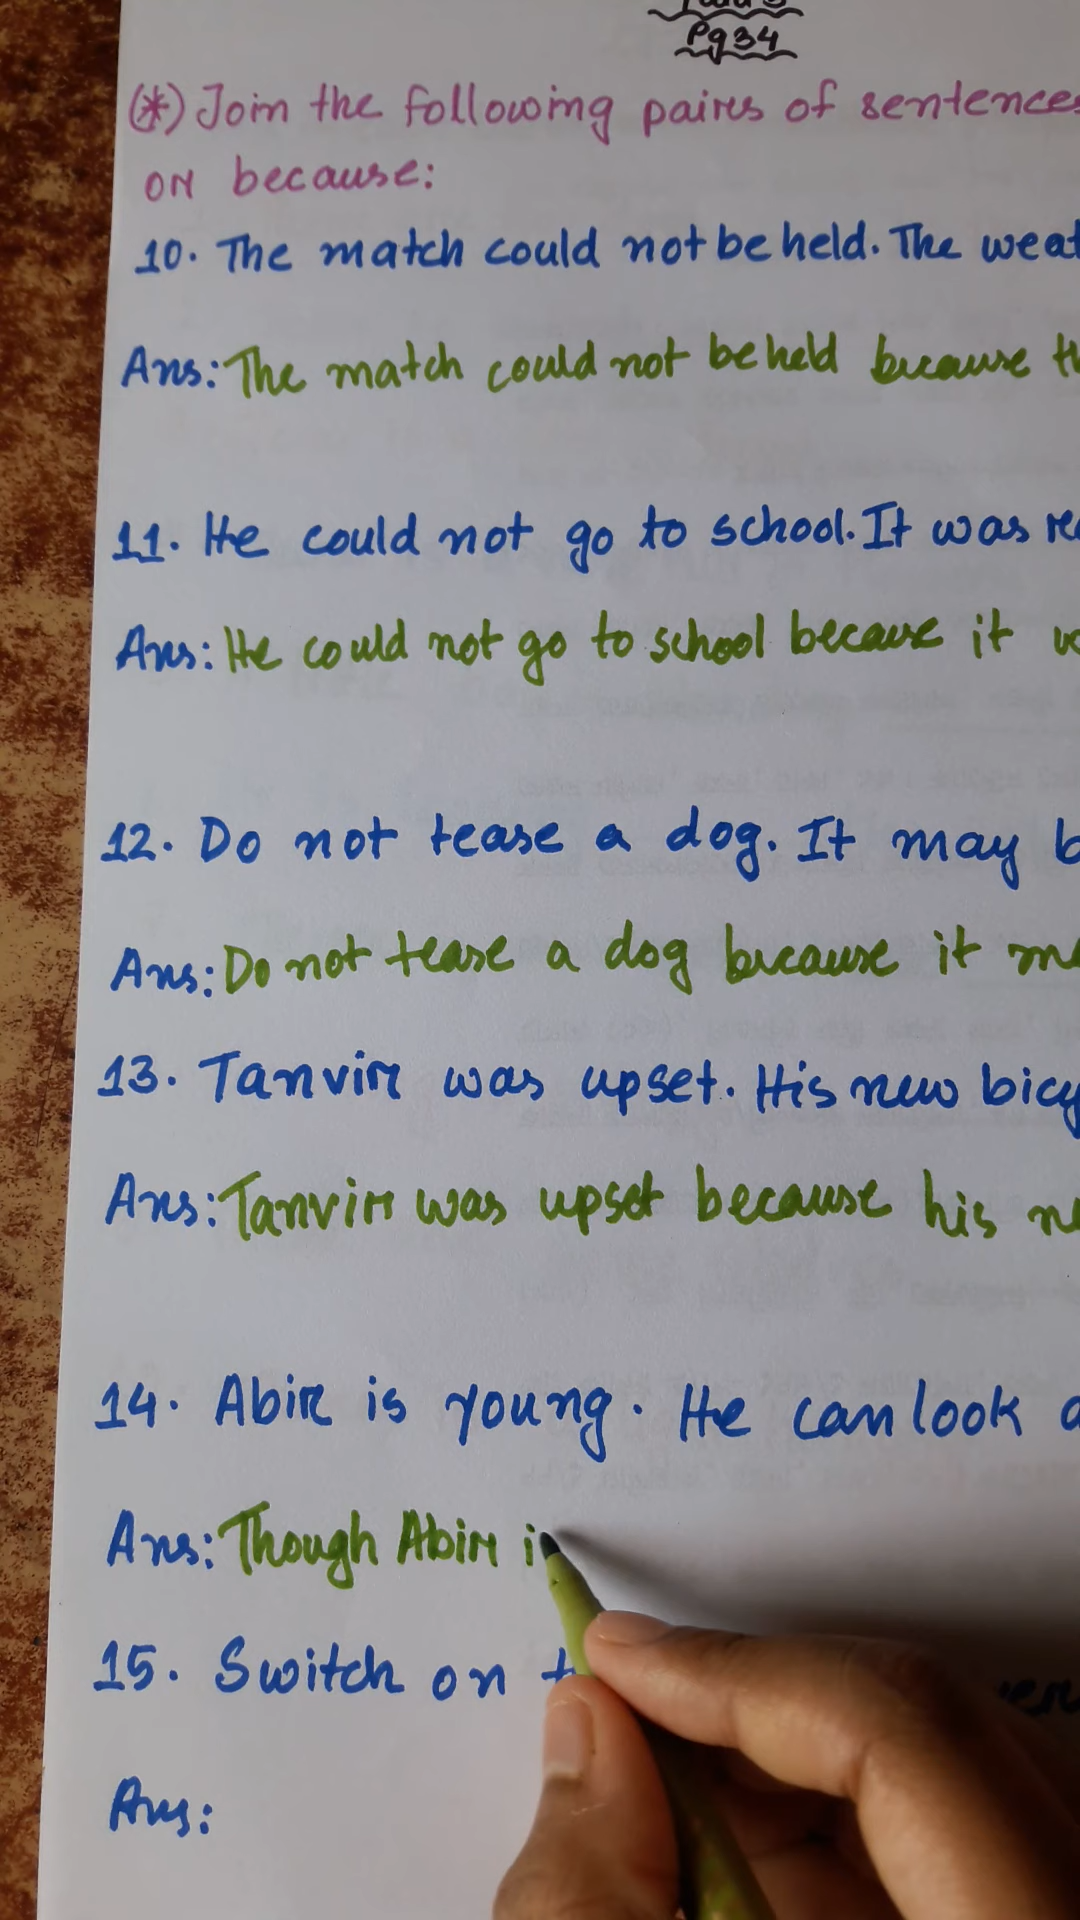 Pg 34
(*) Join the following pairs of sentences
or because:
10. The match could not be held. The weat
Ans: The match could not be held because th
11. He could not go to school. It was
Ans: He could not go to school because it
12. Do not tease a dog. It may b
Ans: Do not tease a dog because it
13. Tanvir was upset. His new bicy
Ans: Tanvir was upset because his
14. Abir is young. He can look
Ans: Though Abir i
15. Switch on
Ans: